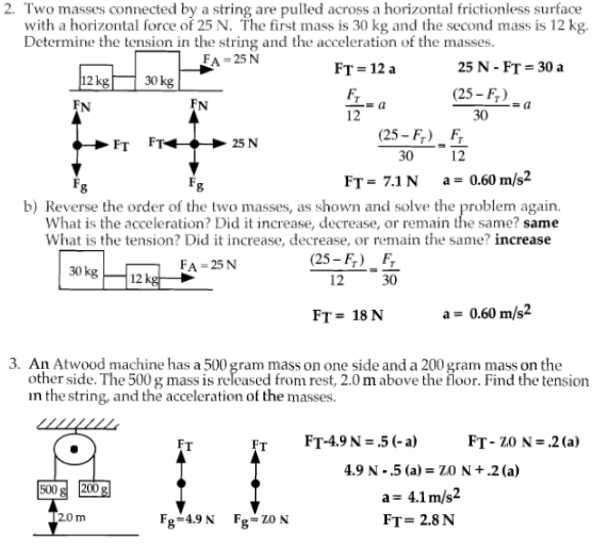 2. Two masses connected by a string are pulled across a horizontal frictionless surface
with a horizontal force of 25 N. The first mass is 30 kg and the second mass is 12 kg.
Determine the tension in the string and the acceleration of the masses.
FA = 25 N
12 kg 30 kg
FT = 12 a 25 N - FT = 30 a
FT/12 = a (25 – FT)/30 = a
FN FN
FT FT 25 N
(25 – FT)/30 = FT/12
Fg Fg
FT = 7.1 N a = 0.60 m/s2
b) Reverse the order of the two masses, as shown and solve the problem again.
What is the acceleration? Did it increase, decrease, or remain the same? same
What is the tension? Did it increase, decrease, or remain the same? increase
30 kg 12 kg FA = 25 N
(25 – FT)/12 = FT/30
FT = 18 N a = 0.60 m/s2
3. An Atwood machine has a 500 gram mass on one side and a 200 gram mass on the
other side. The 500 g mass is released from rest, 2.0 m above the floor. Find the tension
in the string, and the acceleration of the masses.
FT FT
FT-4.9 N = .5 (- a) FT - 2.0 N = .2 (a)
4.9 N - .5 (a) = 2.0 N + .2 (a)
500 g 200 g
a = 4.1 m/s2
2.0 m
Fg=4.9 N Fg= 2.0 N
FT= 2.8 N